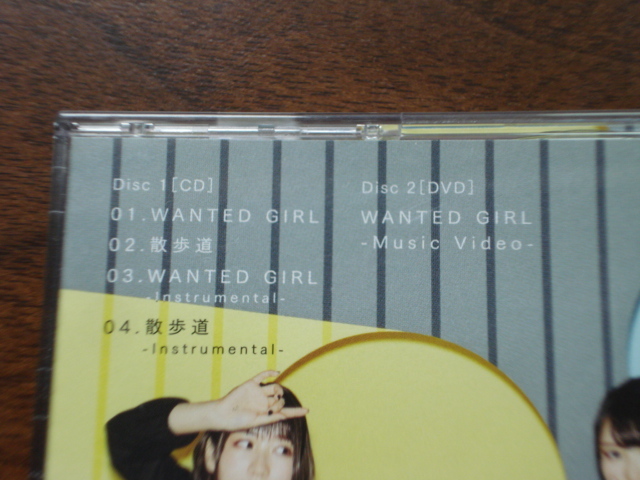 Disc 1[CD]
01.WANTED GIRL
02.散歩道
03.WANTED GIRL
-Instrumental-
04.散歩道
-Instrumental-
Disc 2[DVD]
WANTED GIRL
-Music Video-